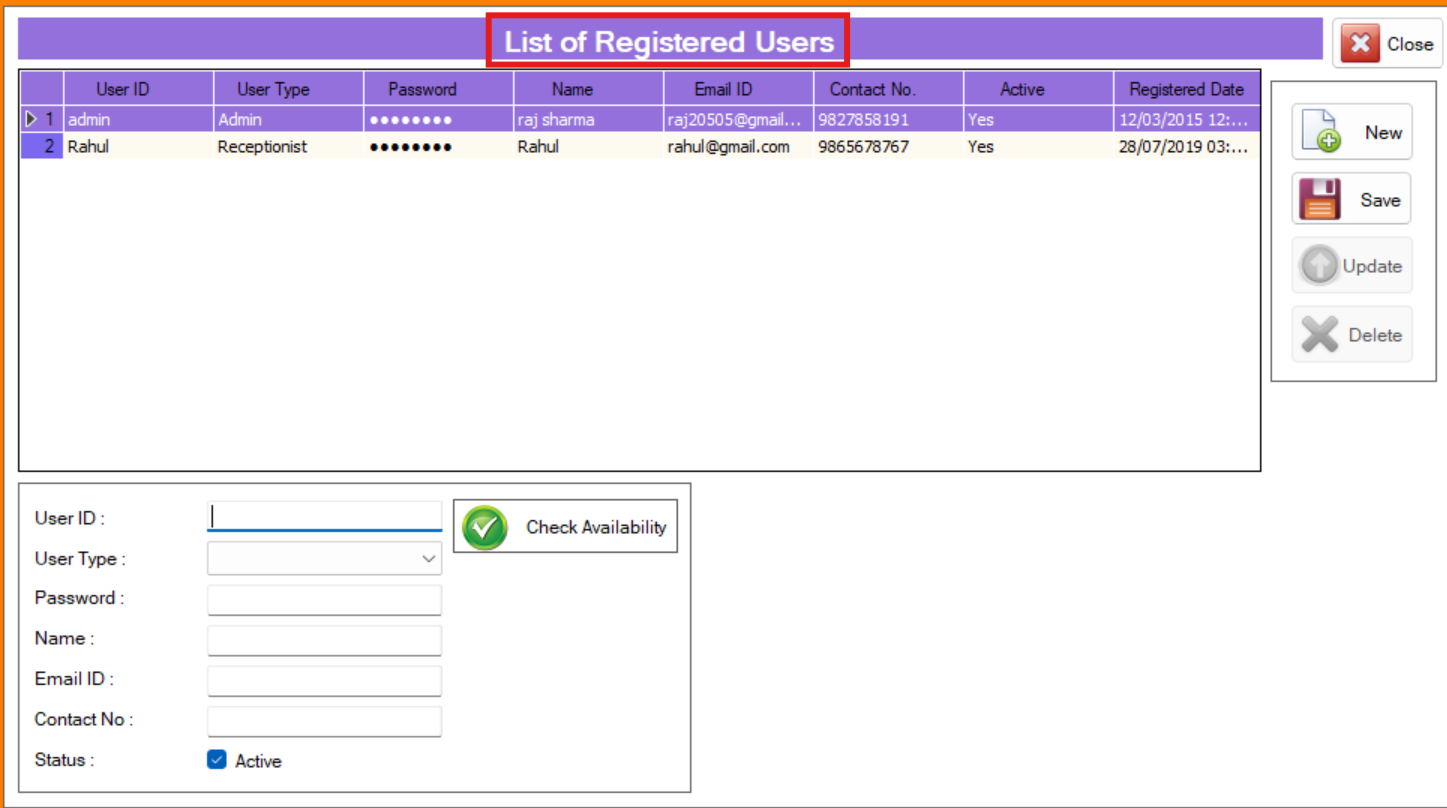 List of Registered Users
Close
User ID User Type Password Name Email ID Contact No. Active Registered Date
1 admin Admin ●●●●●●●● raj sharma raj20505@gmail... 9827858191 Yes 12/03/2015 12:...
2 Rahul Receptionist ●●●●●●●● Rahul rahul@gmail.com 9865678767 Yes 28/07/2019 03:...
New
Save
Update
Delete
User ID :
Check Availability
User Type :
Password :
Name :
Email ID :
Contact No :
Status : Active